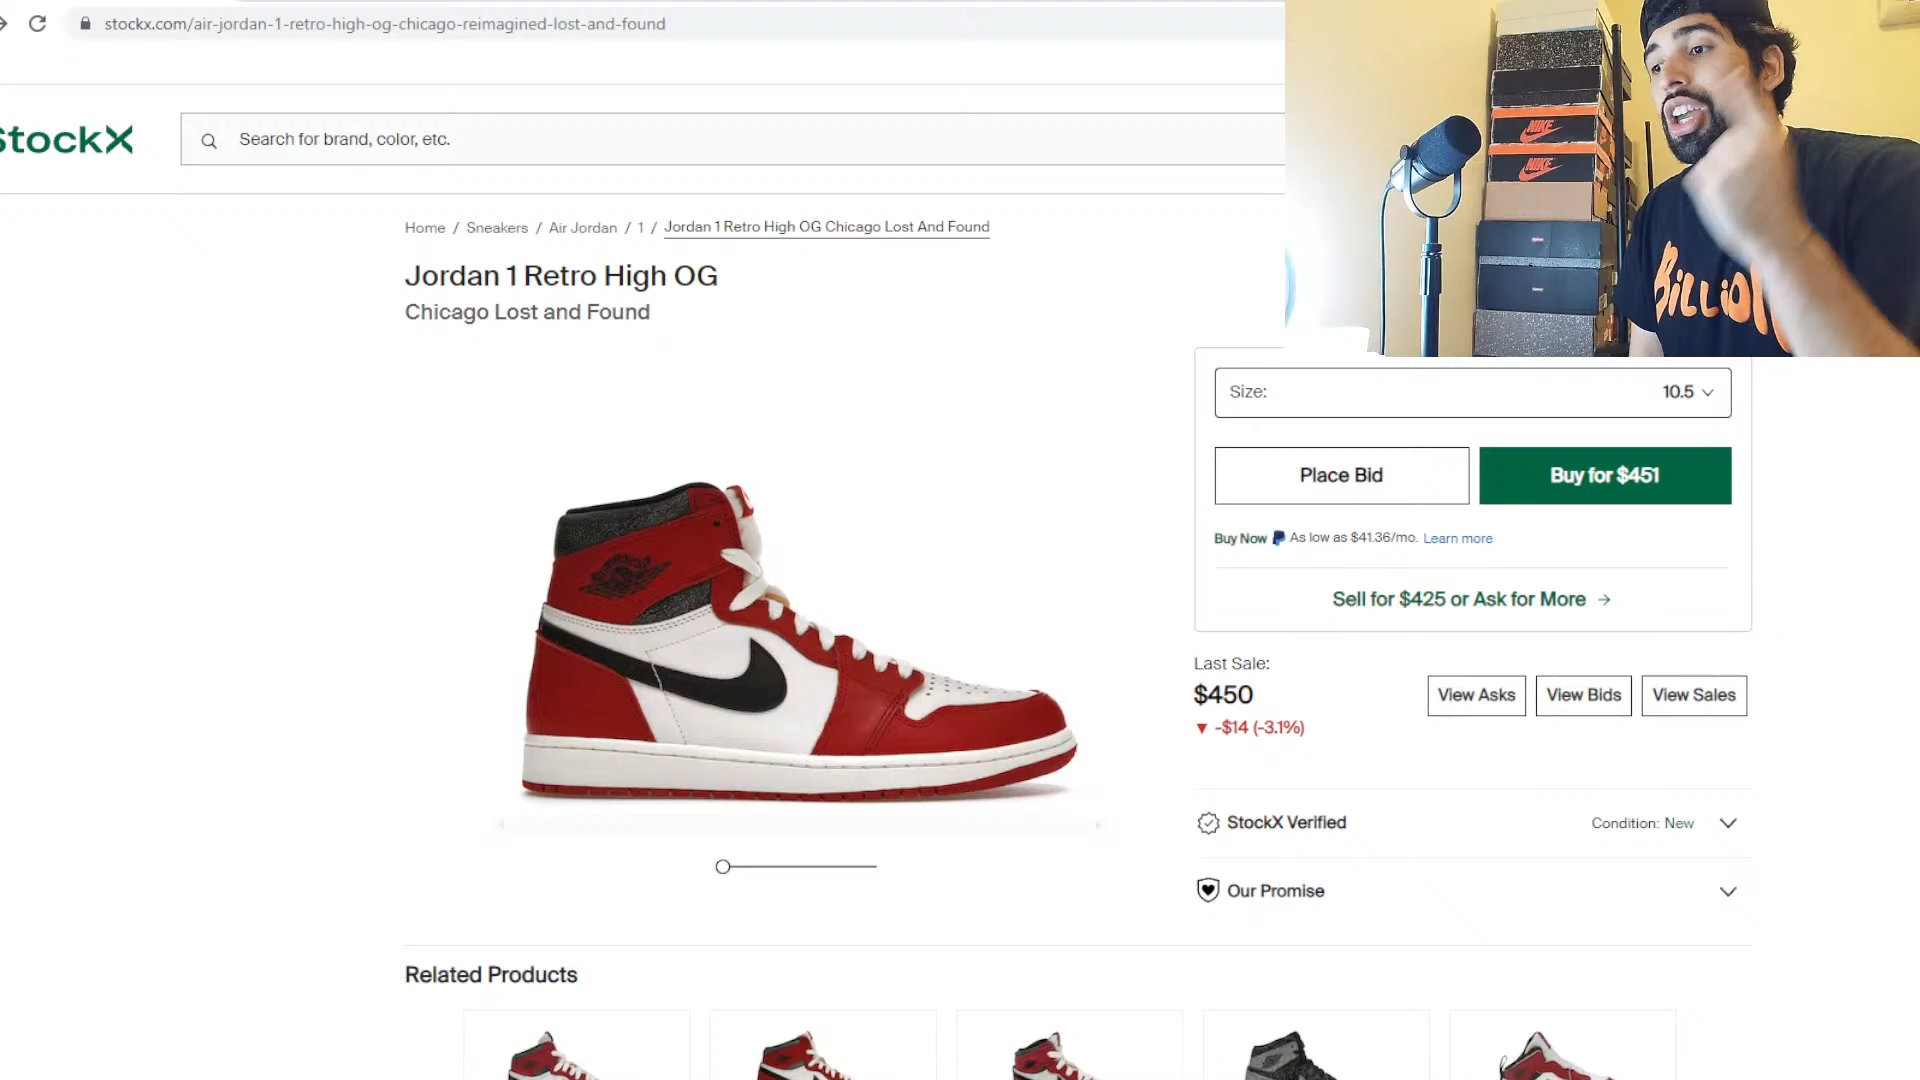 stockx.com/air-jordan-1-retro-high-og-chicago-reimagined-lost-and-found
StockX
Search for brand, color, etc.
Home / Sneakers / Air Jordan / 1 / Jordan 1 Retro High OG Chicago Lost And Found
Jordan 1 Retro High OG
Chicago Lost and Found
NIKE
NIKE
BILLION
Size: 10.5
Place Bid
Buy for $451
Buy Now As low as $41.36/mo. Learn more
Sell for $425 or Ask for More →
Last Sale:
$450
▼ -$14 (-3.1%)
View Asks
View Bids
View Sales
StockX Verified
Condition: New
Our Promise
Related Products